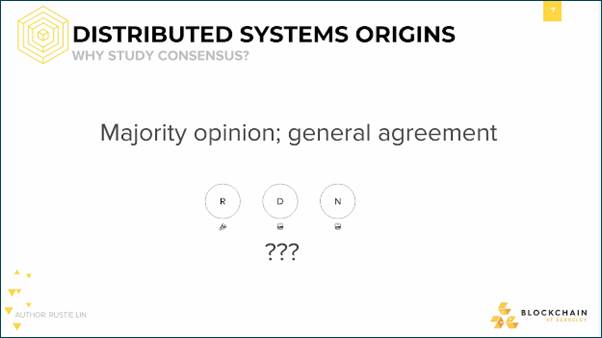 7
DISTRIBUTED SYSTEMS ORIGINS
WHY STUDY CONSENSUS?
Majority opinion; general agreement
R D N
???
AUTHOR: RUSTIE LIN
BLOCKCHAIN
AT BERKELEY